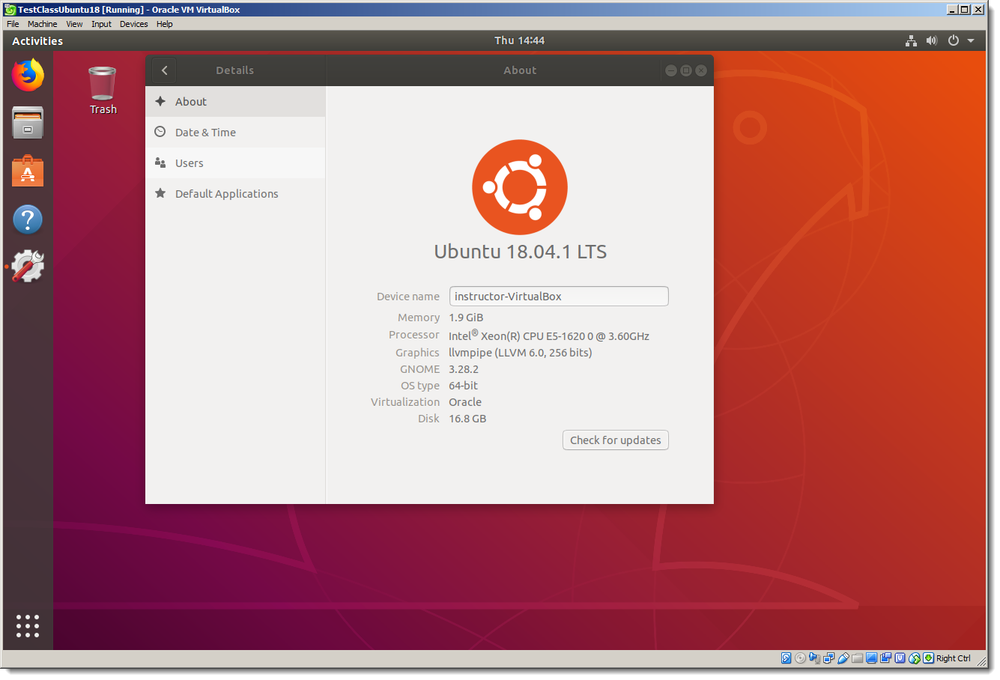 TestClassUbuntu18 [Running] - Oracle VM VirtualBox
File Machine View Input Devices Help
Activities
Thu 14:44
Trash
Details
About
About
Date & Time
Users
Default Applications
Ubuntu 18.04.1 LTS
Device name instructor-VirtualBox
Memory 1.9 GiB
Processor Intel® Xeon(R) CPU E5-1620 0 @ 3.60GHz
Graphics llvmpipe (LLVM 6.0, 256 bits)
GNOME 3.28.2
OS type 64-bit
Virtualization Oracle
Disk 16.8 GB
Check for updates
Right Ctrl